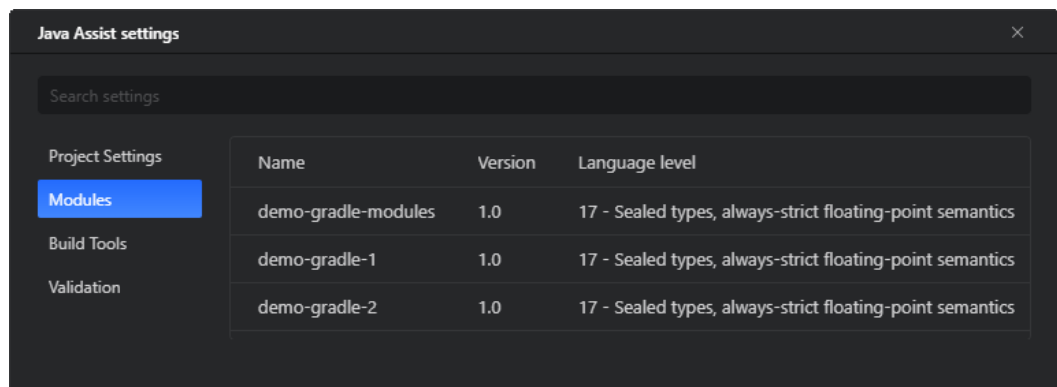 Java Assist settings
Search settings
Project Settings
Modules
Build Tools
Validation
Name Version Language level
demo-gradle-modules 1.0 17 - Sealed types, always-strict floating-point semantics
demo-gradle-1 1.0 17 - Sealed types, always-strict floating-point semantics
demo-gradle-2 1.0 17 - Sealed types, always-strict floating-point semantics